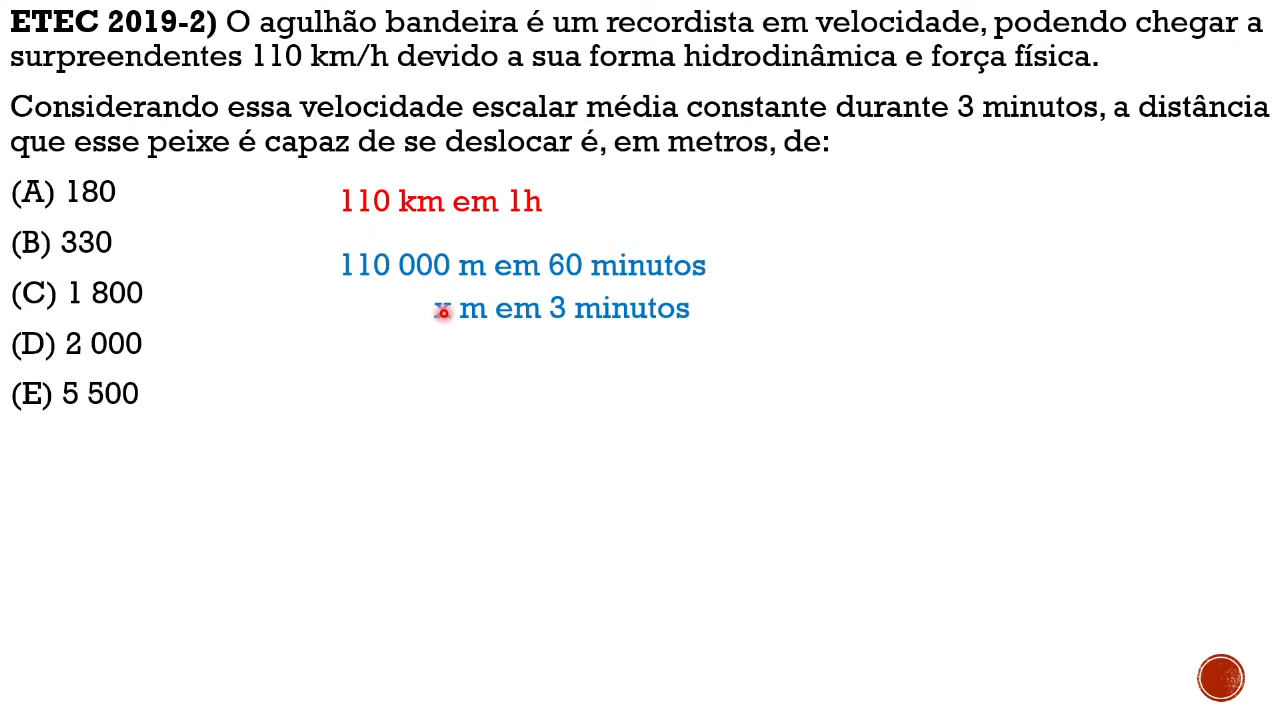 ETEC 2019-2) O agulhão bandeira é um recordista em velocidade, podendo chegar a
surpreendentes 110 km/h devido a sua forma hidrodinâmica e força física.
Considerando essa velocidade escalar média constante durante 3 minutos, a distância
que esse peixe é capaz de se deslocar é, em metros, de:
(A) 180
(B) 330
(C) 1 800
(D) 2 000
(E) 5 500
110 km em 1h
110 000 m em 60 minutos
x m em 3 minutos